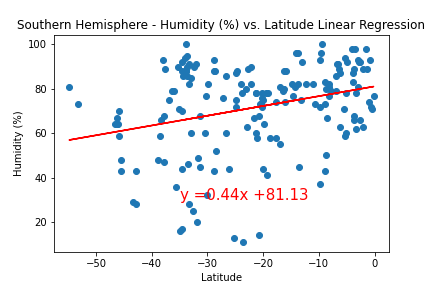 Southern Hemisphere - Humidity (%) vs. Latitude Linear Regression
Humidity (%)
100
80
60
40
20
y =0.44x +81.13
−50
−40
−30
−20
−10
0
Latitude